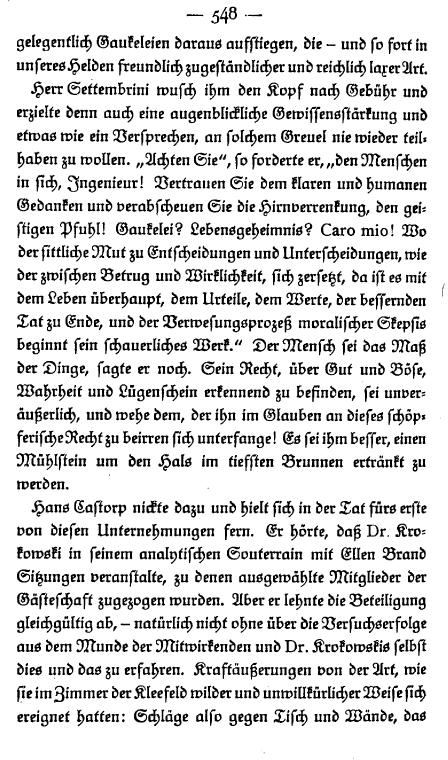 — 548 —
gelegentlich Gaukeleien daraus aufstiegen, die – und so fort in
unseres Helden freundlich zugeständlicher und reichlich laxer Art.
Herr Settembrini wusch ihm den Kopf nach Gebühr und
erzielte denn auch eine augenblickliche Gewissensstärkung und
etwas wie ein Versprechen, an solchem Greuel nie wieder teil-
haben zu wollen. „Achten Sie“, so forderte er, „den Menschen
in sich, Ingenieur! Vertrauen Sie dem klaren und humanen
Gedanken und verabscheuen Sie die Hirnverrenkung, den gei-
stigen Pfuhl! Gaukelei? Lebensgeheimnis? Caro mio! Wo
der sittliche Mut zu Entscheidungen und Unterscheidungen, wie
der zwischen Betrug und Wirklichkeit, sich zersetzt, da ist es mit
dem Leben überhaupt, dem Urteile, dem Werte, der bessernden
Tat zu Ende, und der Verwesungsprozeß moralischer Skepsis
beginnt sein schauerliches Werk.“ Der Mensch sei das Maß
der Dinge, sagte er noch. Sein Recht, über Gut und Böse,
Wahrheit und Lügenschein erkennend zu befinden, sei unver-
äußerlich, und wehe dem, der ihn im Glauben an dieses schöp-
ferische Recht zu beirren sich unterfange! Es sei ihm besser, einen
Mühlstein um den Hals im tiefsten Brunnen ertränkt zu
werden.
Hans Castorp nickte dazu und hielt sich in der Tat fürs erste
von diesen Unternehmungen fern. Er hörte, daß Dr. Kro-
kowski in seinem analytischen Souterrain mit Ellen Brand
Sitzungen veranstalte, zu denen ausgewählte Mitglieder der
Gästeschaft zugezogen wurden. Aber er lehnte die Beteiligung
gleichgültig ab, – natürlich nicht ohne über die Versuchserfolge
aus dem Munde der Mitwirkenden und Dr. Krokowskis selbst
dies und das zu erfahren. Kraftäußerungen von der Art, wie
sie im Zimmer der Kleefeld wilder und unwillkürlicher Weise sich
ereignet hatten: Schläge also gegen Tisch und Wände, das